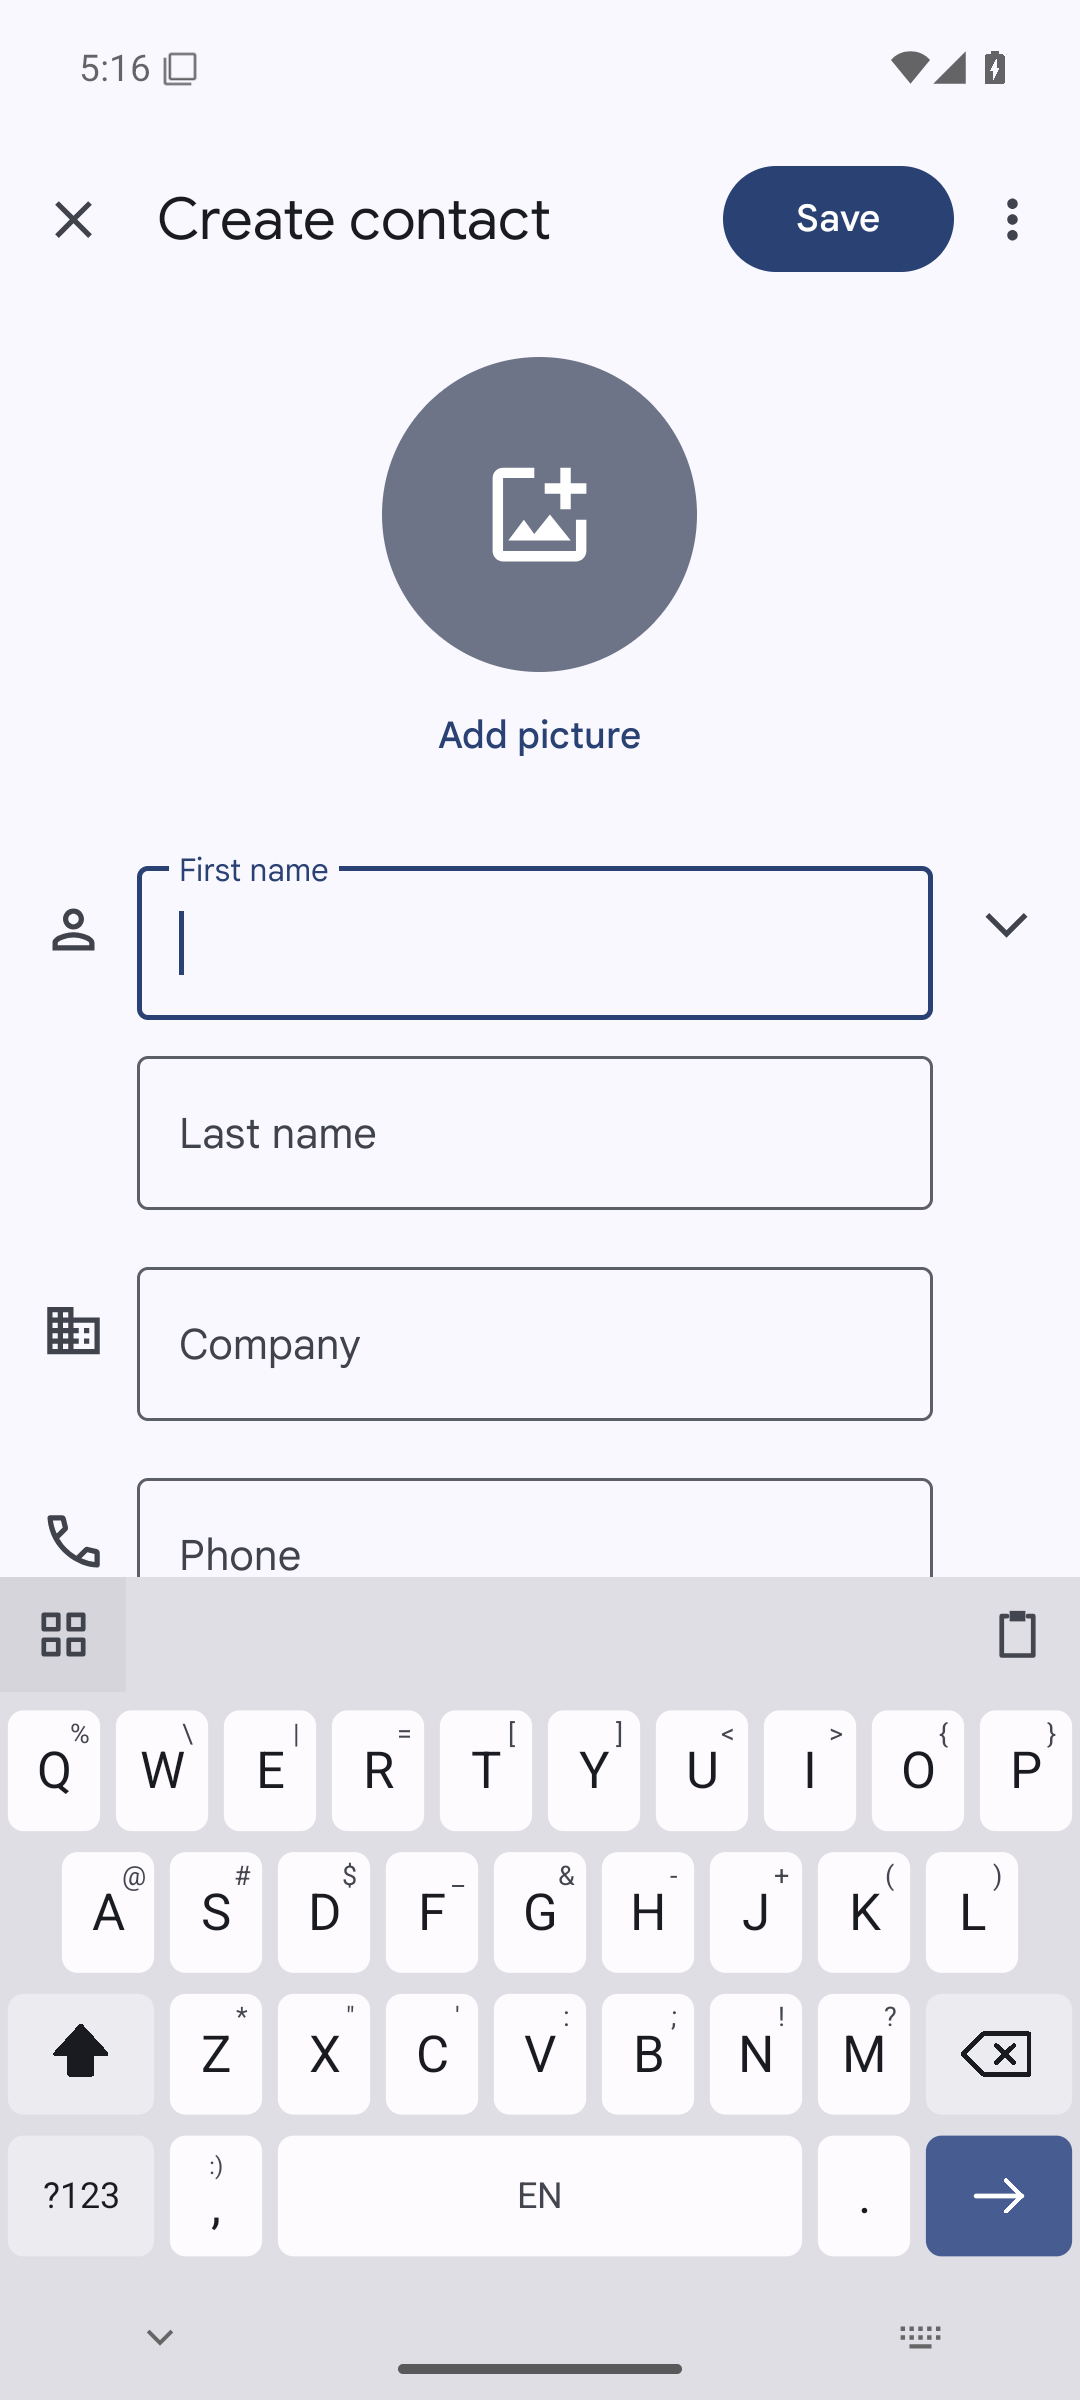 5:16
Create contact
Save
Add picture
First name
Last name
Company
Phone
% \ | = [ ] < > { }
Q W E R T Y U I O P
@ # $ _ & - + ( )
A S D F G H J K L
* " ' : ; ! ?
Z X C V B N M
:)
?123 , EN .